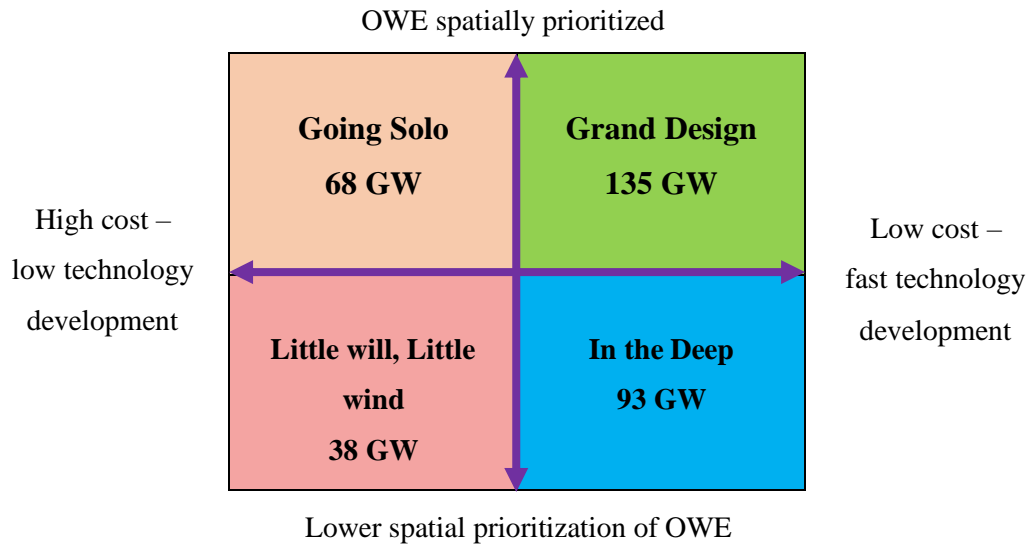 OWE spatially prioritized
Going Solo
68 GW
Grand Design
135 GW
High cost –
low technology
development
Low cost –
fast technology
development
Little will, Little
wind
38 GW
In the Deep
93 GW
Lower spatial prioritization of OWE